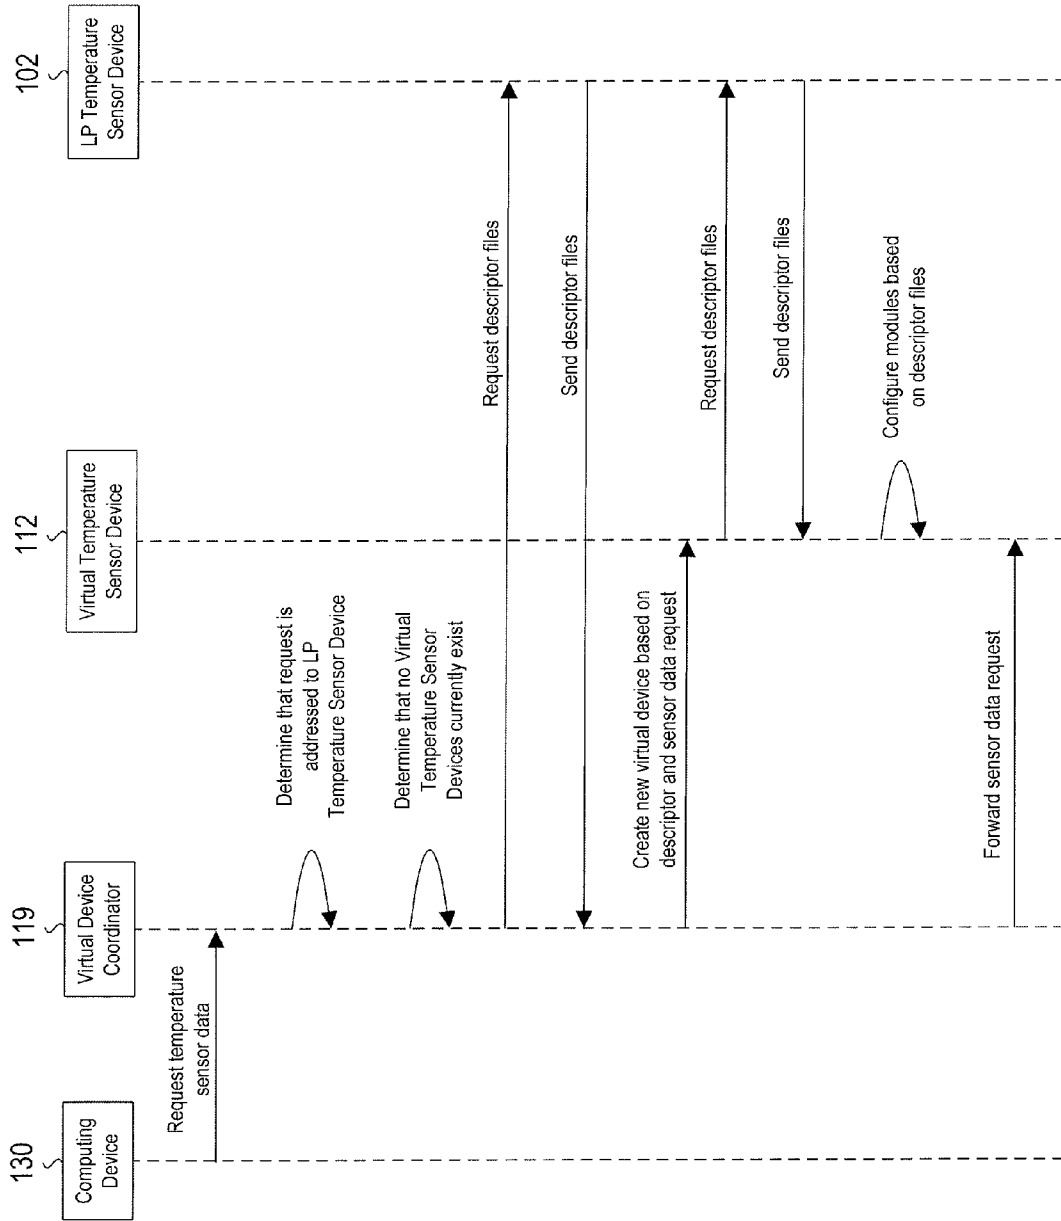 130
Computing
Device
119
Virtual Device
Coordinator
112
Virtual Temperature
Sensor Device
102
LP Temperature
Sensor Device
Request temperature
sensor data
Determine that request is
addressed to LP
Temperature Sensor Device
Determine that no Virtual
Temperature Sensor
Devices currently exist
Request descriptor files
Send descriptor files
Create new virtual device based on
descriptor and sensor data request
Request descriptor files
Send descriptor files
Configure modules based
on descriptor files
Forward sensor data request